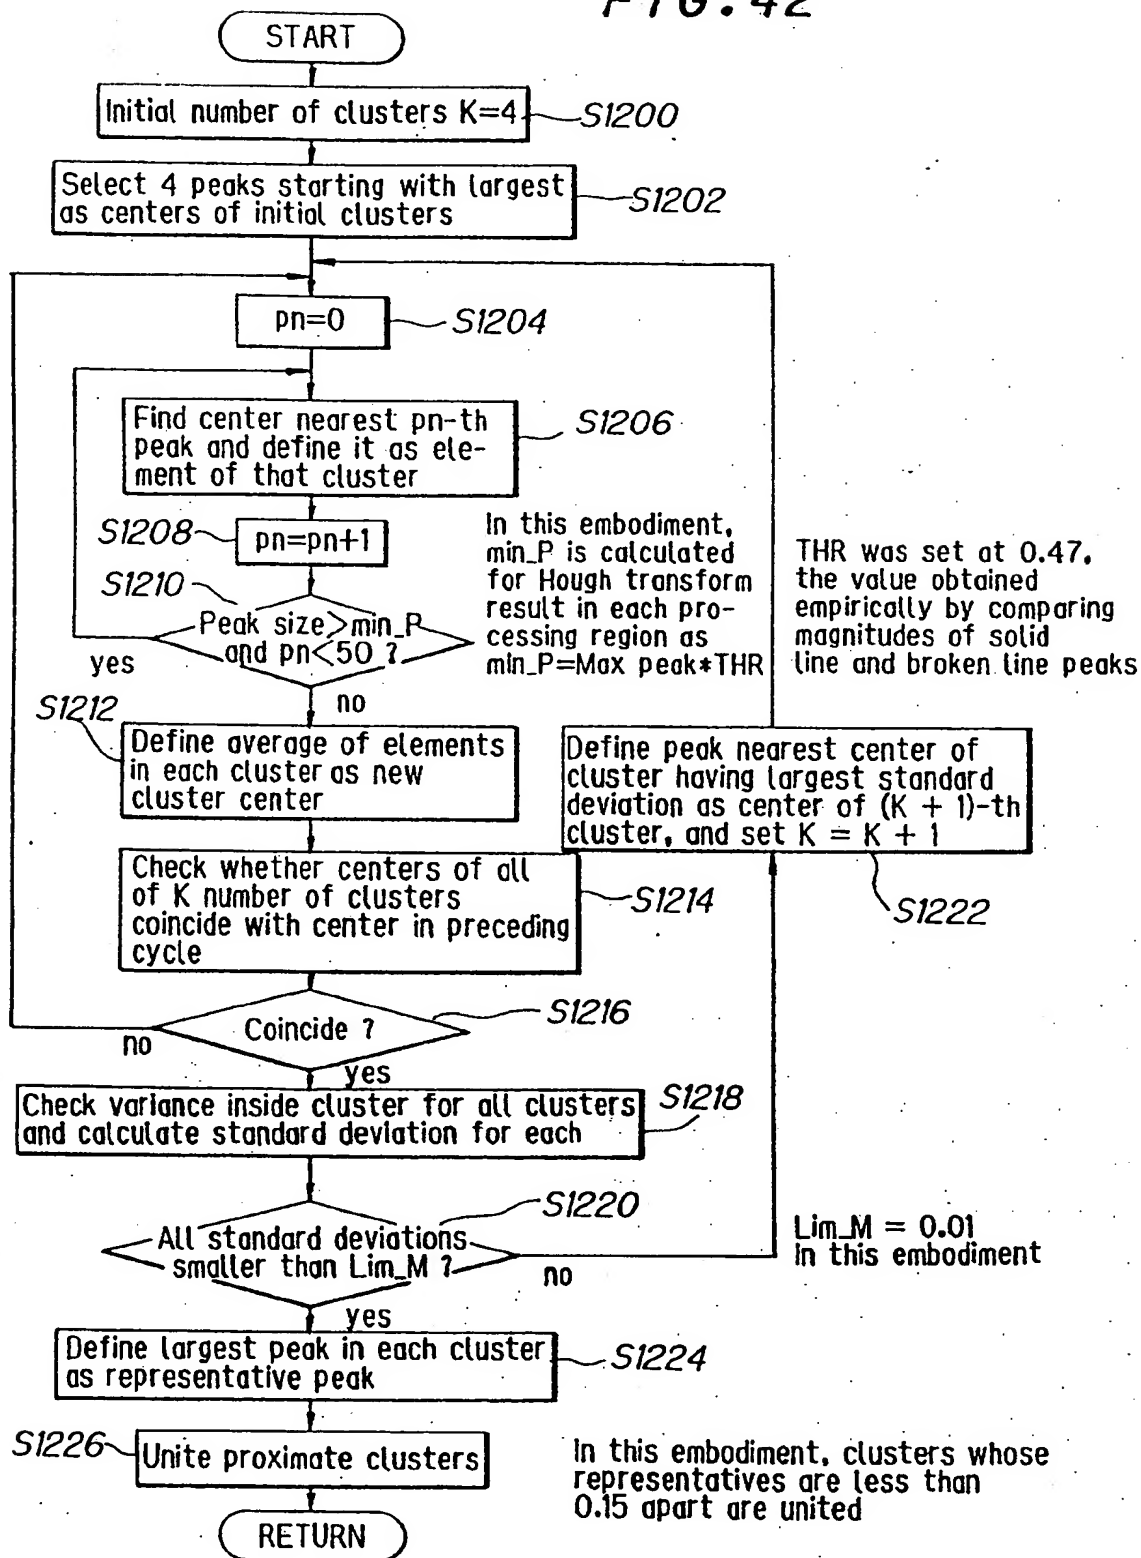 FIG. 42
START
Initial number of clusters K=4
S1200
Select 4 peaks starting with largest
as centers of initial clusters
S1202
pn=0
S1204
Find center nearest pn-th
peak and define it as ele-
ment of that cluster
S1206
S1208
pn=pn+1
In this embodiment,
min_P is calculated
for Hough transform
result in each pro-
cessing region as
min_P=Max peak*THR
THR was set at 0.47,
the value obtained
empirically by comparing
magnitudes of solid
line and broken line peaks
S1210
Peak size>min_P
and pn<50 ?
yes
no
S1212
Define average of elements
in each cluster as new
cluster center
Define peak nearest center of
cluster having largest standard
deviation as center of (K + 1)-th
cluster, and set K = K + 1
S1222
Check whether centers of all
of K number of clusters
coincide with center in preceding
cycle
S1214
Coincide ?
S1216
no
yes
Check variance inside cluster for all clusters
and calculate standard deviation for each
S1218
S1220
All standard deviations
smaller than Lim_M ?
no
Lim_M = 0.01
in this embodiment
yes
Define largest peak in each cluster
as representative peak
S1224
S1226
Unite proximate clusters
In this embodiment, clusters whose
representatives are less than
0.15 apart are united
RETURN